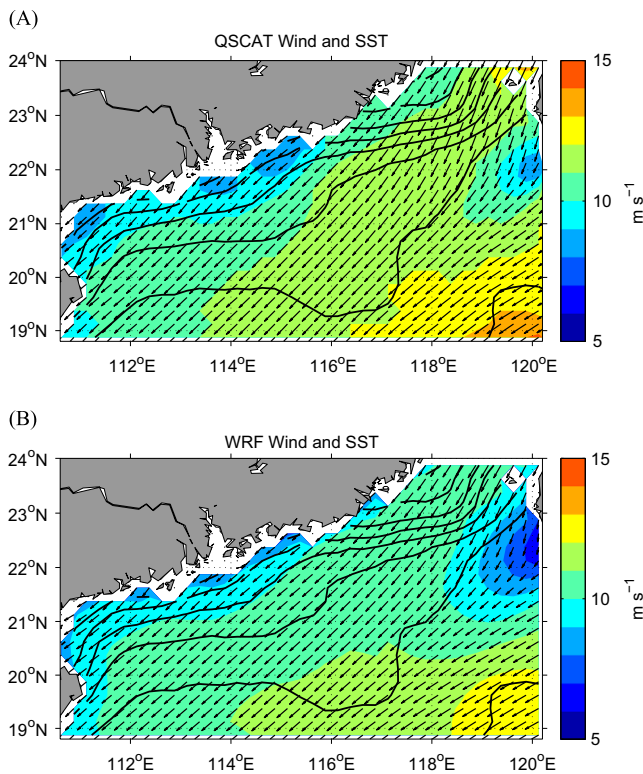 (A)
QSCAT Wind and SST
24°N
23°N
22°N
21°N
20°N
19°N
112°E
114°E
116°E
118°E
120°E
15
10
5
m s⁻¹
(B)
WRF Wind and SST
24°N
23°N
22°N
21°N
20°N
19°N
112°E
114°E
116°E
118°E
120°E
15
10
5
m s⁻¹